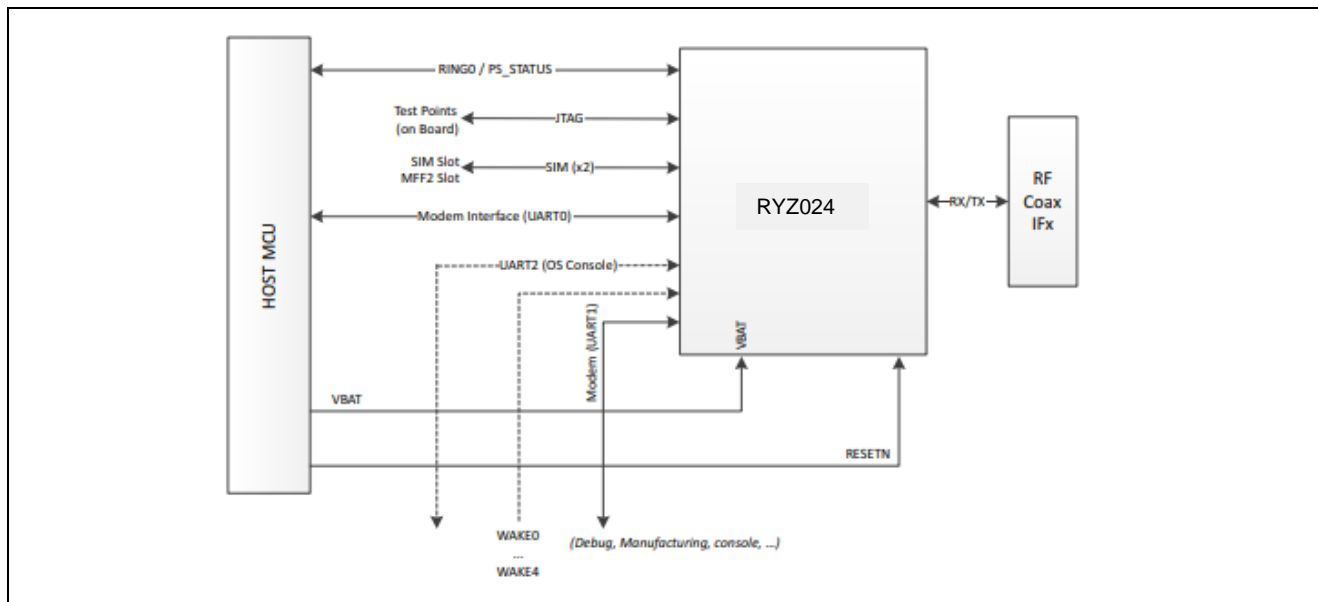 RING0 / PS_STATUS
Test Points
(on Board)
JTAG
SIM Slot
MFF2 Slot
SIM (x2)
RYZ024
RX/TX
RF
Coax
IFx
HOST MCU
Modem Interface (UART0)
UART2 (OS Console)
Modem (UART1)
VBAT
VBAT
RESETN
WAKE0
...
WAKE4
(Debug, Manufacturing, console, ...)